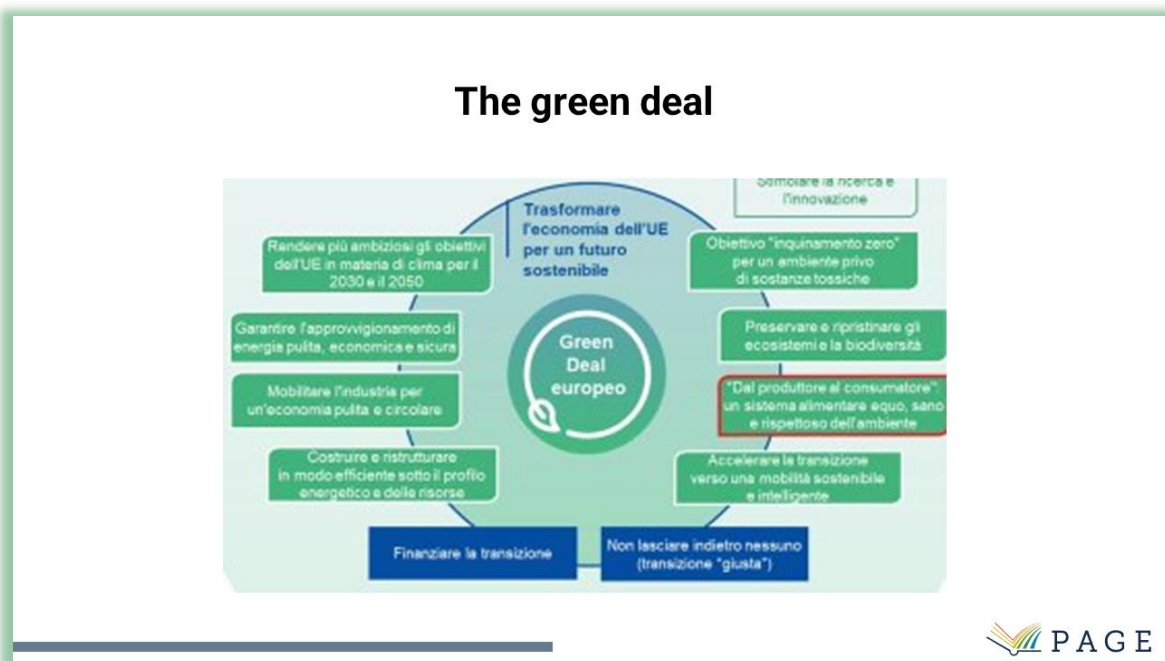 The green deal
Stimolare la ricerca e
l'innovazione
Trasformare
l'economia dell'UE
per un futuro
sostenibile
Rendere più ambiziosi gli obiettivi
dell'UE in materia di clima per il
2030 e il 2050
Obiettivo "inquinamento zero"
per un ambiente privo
di sostanze tossiche
Garantire l'approvvigionamento di
energia pulita, economica e sicura
Preservare e ripristinare gli
ecosistemi e la biodiversità
Green
Deal
europeo
Mobilitare l'industria per
un'economia pulita e circolare
"Dal produttore al consumatore":
un sistema alimentare equo, sano
e rispettoso dell'ambiente
Costruire e ristrutturare
in modo efficiente sotto il profilo
energetico e delle risorse
Accelerare la transizione
verso una mobilità sostenibile
e intelligente
Finanziare la transizione
Non lasciare indietro nessuno
(transizione "giusta")
PAGE